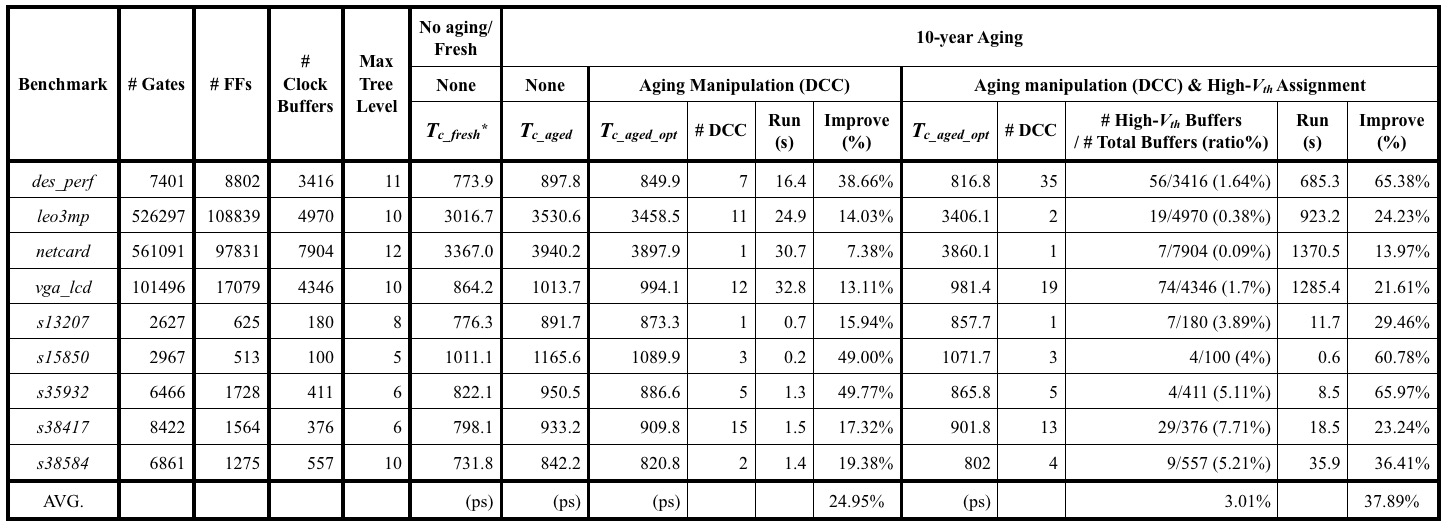 No aging/ Fresh 10-year Aging
Benchmark # Gates # FFs # Clock Buffers Max Tree Level None None Aging Manipulation (DCC) Aging manipulation (DCC) & High-Vth Assignment
Tc_fresh* Tc_aged Tc_aged_opt # DCC Run (s) Improve (%) Tc_aged_opt # DCC # High-Vth Buffers / # Total Buffers (ratio%) Run (s) Improve (%)
des_perf 7401 8802 3416 11 773.9 897.8 849.9 7 16.4 38.66% 816.8 35 56/3416 (1.64%) 685.3 65.38%
leo3mp 526297 108839 4970 10 3016.7 3530.6 3458.5 11 24.9 14.03% 3406.1 2 19/4970 (0.38%) 923.2 24.23%
netcard 561091 97831 7904 12 3367.0 3940.2 3897.9 1 30.7 7.38% 3860.1 1 7/7904 (0.09%) 1370.5 13.97%
vga_lcd 101496 17079 4346 10 864.2 1013.7 994.1 12 32.8 13.11% 981.4 19 74/4346 (1.7%) 1285.4 21.61%
s13207 2627 625 180 8 776.3 891.7 873.3 1 0.7 15.94% 857.7 1 7/180 (3.89%) 11.7 29.46%
s15850 2967 513 100 5 1011.1 1165.6 1089.9 3 0.2 49.00% 1071.7 3 4/100 (4%) 0.6 60.78%
s35932 6466 1728 411 6 822.1 950.5 886.6 5 1.3 49.77% 865.8 5 4/411 (5.11%) 8.5 65.97%
s38417 8422 1564 376 6 798.1 933.2 909.8 15 1.5 17.32% 901.8 13 29/376 (7.71%) 18.5 23.24%
s38584 6861 1275 557 10 731.8 842.2 820.8 2 1.4 19.38% 802 4 9/557 (5.21%) 35.9 36.41%
AVG. (ps) (ps) (ps) 24.95% (ps) 3.01% 37.89%